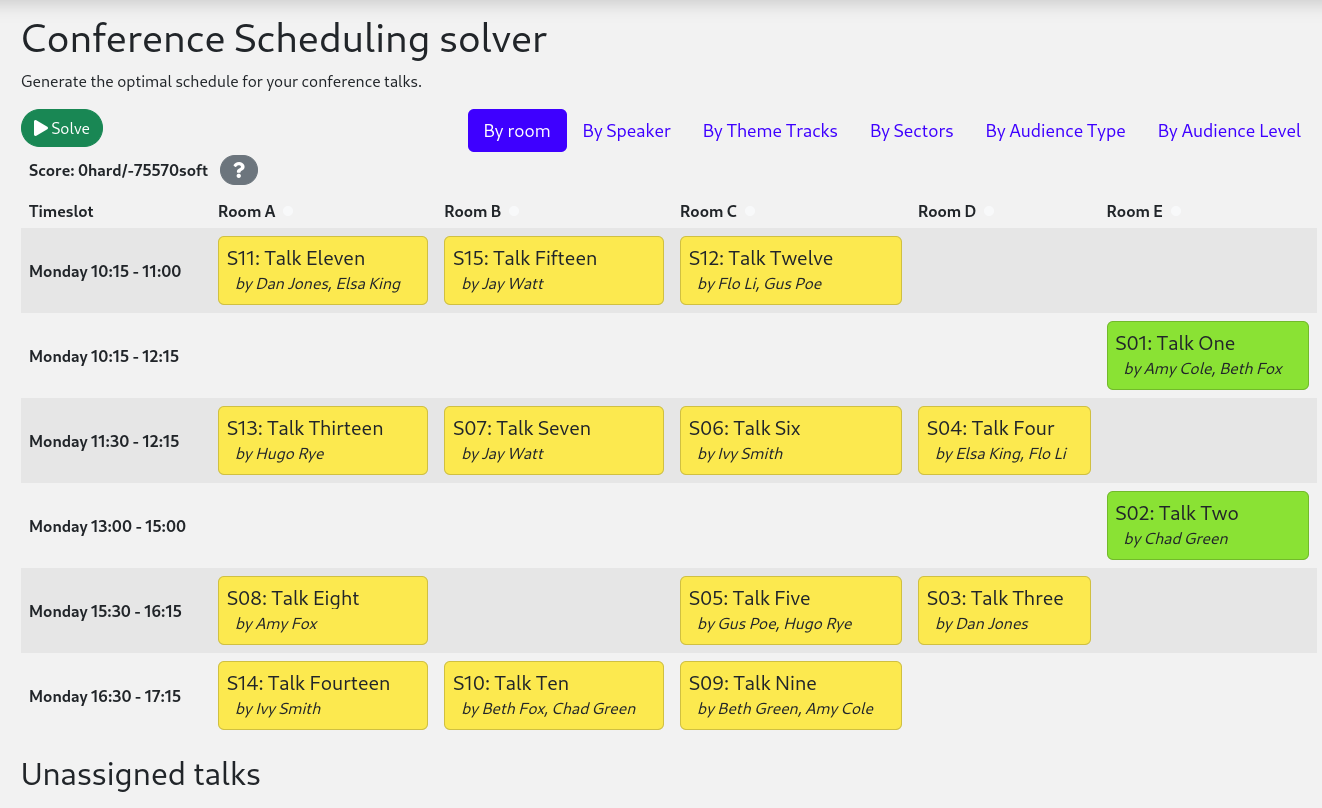 Conference Scheduling solver
Generate the optimal schedule for your conference talks.
Solve
By room By Speaker By Theme Tracks By Sectors By Audience Type By Audience Level
Score: 0hard/-75570soft ?
Timeslot Room A Room B Room C Room D Room E
Monday 10:15 - 11:00
S11: Talk Eleven
by Dan Jones, Elsa King
S15: Talk Fifteen
by Jay Watt
S12: Talk Twelve
by Flo Li, Gus Poe
Monday 10:15 - 12:15
S01: Talk One
by Amy Cole, Beth Fox
Monday 11:30 - 12:15
S13: Talk Thirteen
by Hugo Rye
S07: Talk Seven
by Jay Watt
S06: Talk Six
by Ivy Smith
S04: Talk Four
by Elsa King, Flo Li
Monday 13:00 - 15:00
S02: Talk Two
by Chad Green
Monday 15:30 - 16:15
S08: Talk Eight
by Amy Fox
S05: Talk Five
by Gus Poe, Hugo Rye
S03: Talk Three
by Dan Jones
Monday 16:30 - 17:15
S14: Talk Fourteen
by Ivy Smith
S10: Talk Ten
by Beth Fox, Chad Green
S09: Talk Nine
by Beth Green, Amy Cole
Unassigned talks